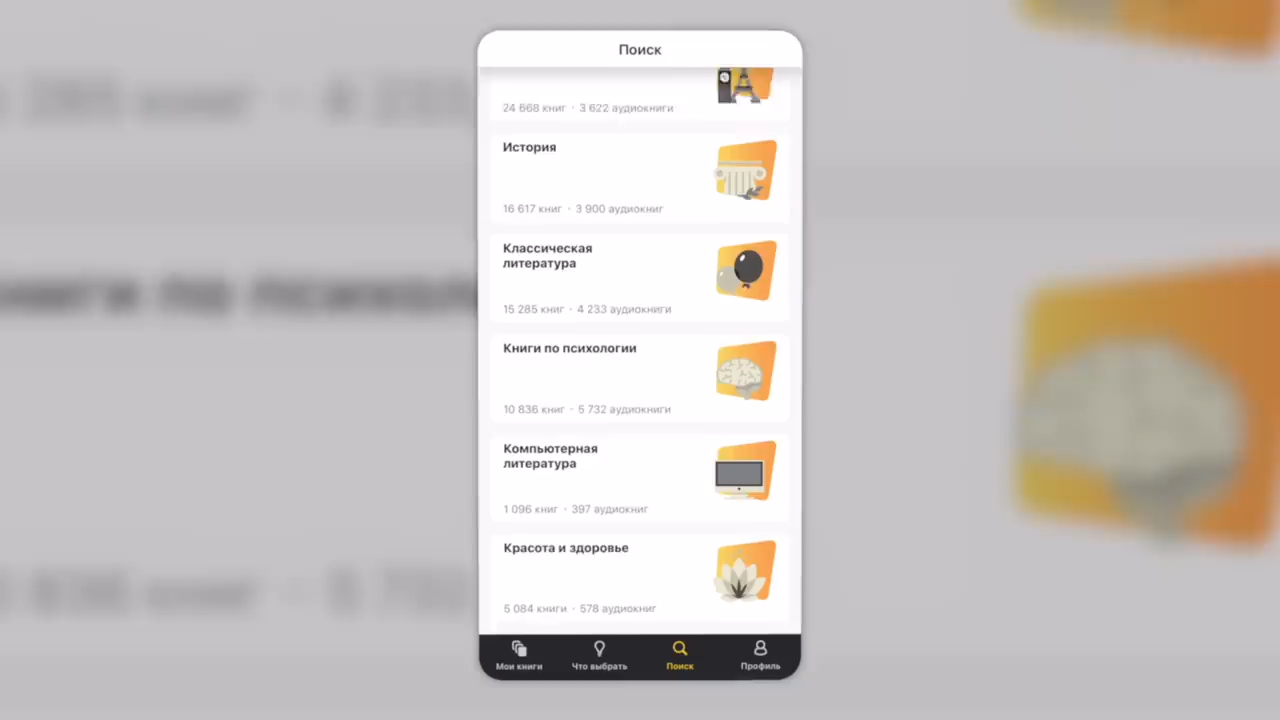 Поиск
24 668 книг · 3 622 аудиокниги
История
16 617 книг · 3 900 аудиокниг
Классическая
литература
15 285 книг · 4 233 аудиокниги
Книги по психологии
10 836 книг · 5 732 аудиокниги
Компьютерная
литература
1 096 книг · 397 аудиокниг
Красота и здоровье
5 084 книги · 578 аудиокниг
Мои книги Что выбрать Поиск Профиль